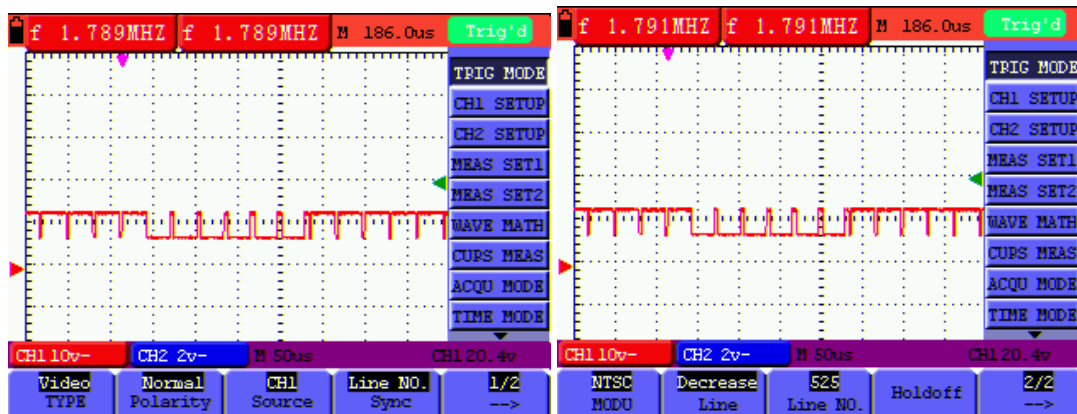 f 1.789MHZ f 1.789MHZ M 186.0us Trig'd
TRIG MODE
CH1 SETUP
CH2 SETUP
MEAS SET1
MEAS SET2
WAVE MATH
CURS MEAS
ACQU MODE
TIME MODE
CH1 10v- CH2 2v- M 50us CH1 20.4v
Video Normal CH1 Line NO. 1/2
TYPE Polarity Source Sync -->
f 1.791MHZ f 1.791MHZ M 186.0us Trig'd
TRIG MODE
CH1 SETUP
CH2 SETUP
MEAS SET1
MEAS SET2
WAVE MATH
CURS MEAS
ACQU MODE
TIME MODE
CH1 10v- CH2 2v- M 50us CH1 20.4v
NTSC Decrease 525 Holdoff 2/2
MODU Line Line NO. -->